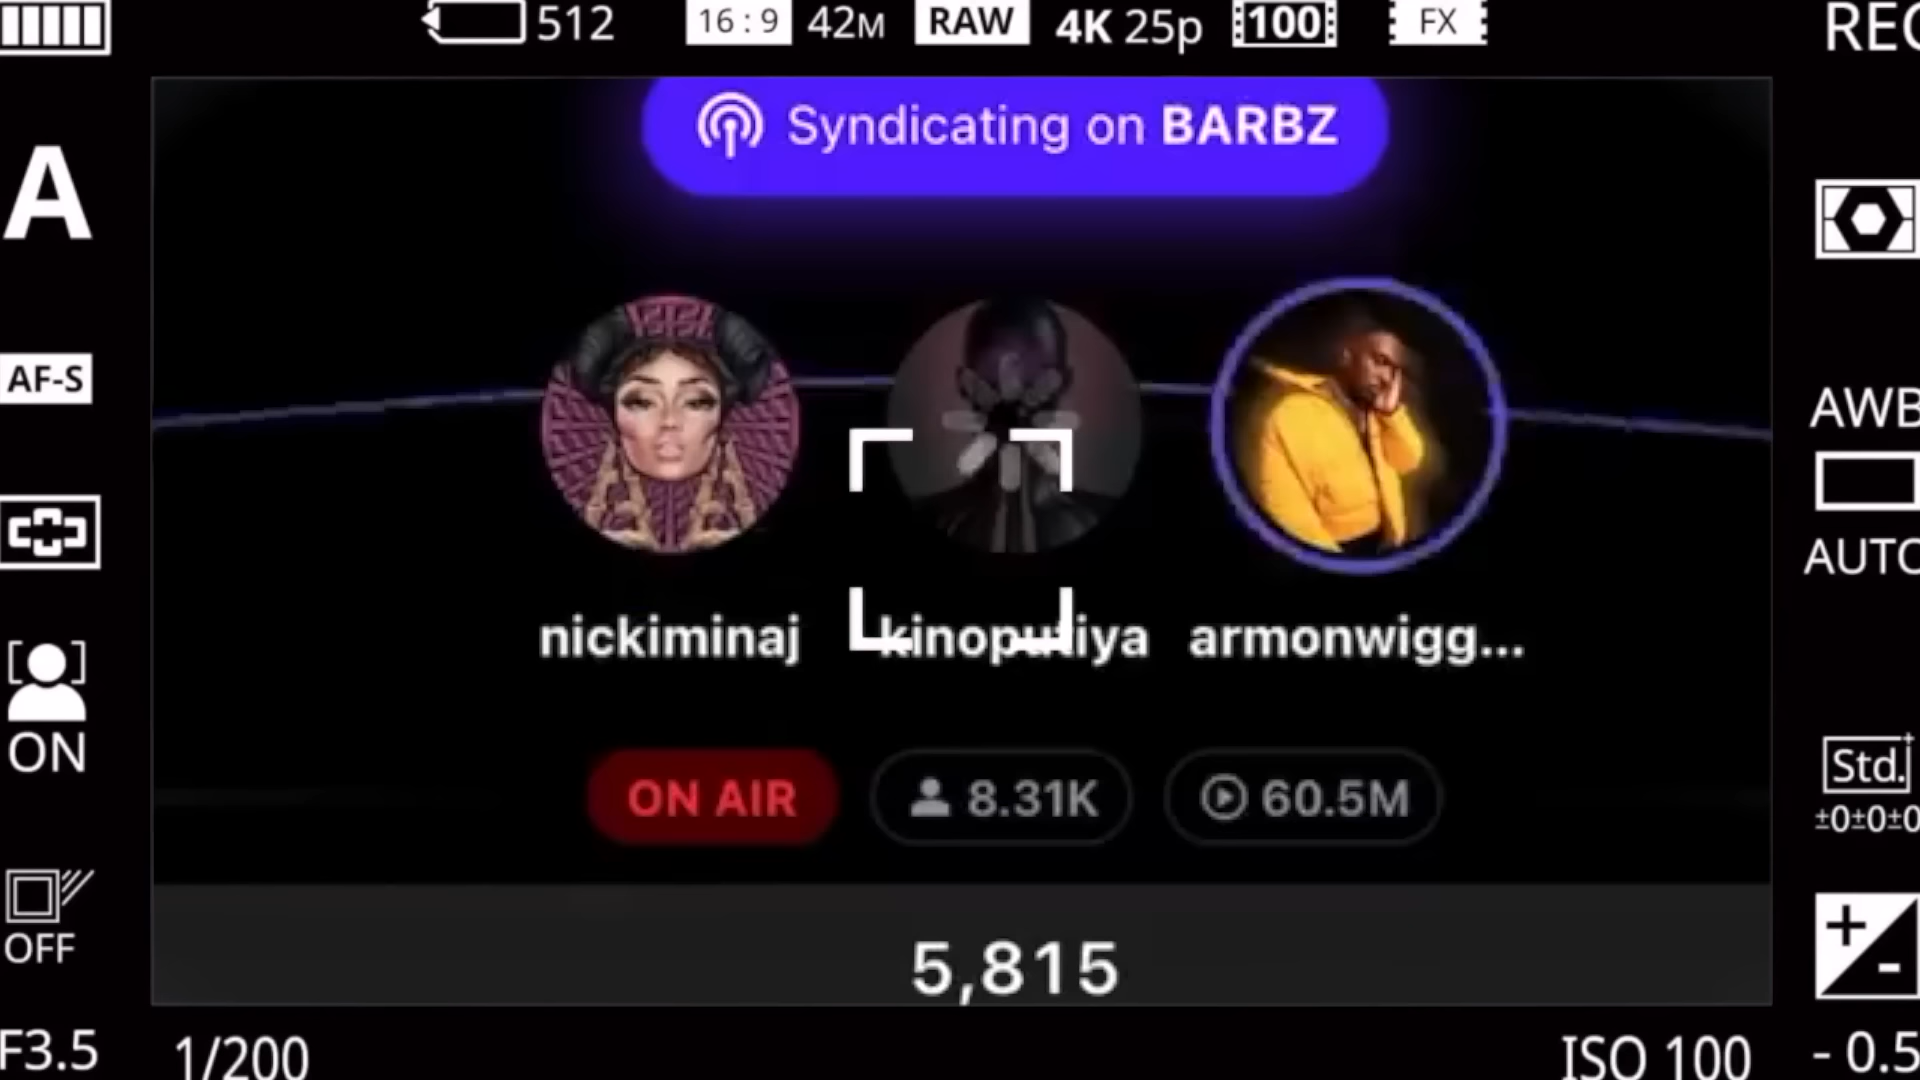 512 16:9 42M RAW 4K 25p 100 FX REC
Syndicating on BARBZ
A
AF-S
AWB
AUTO
nickiminaj kinoputiya armonwigg...
ON
ON AIR 8.31K 60.5M
Std.
±0±0±0
OFF
5,815
F3.5 1/200 ISO 100 - 0.5